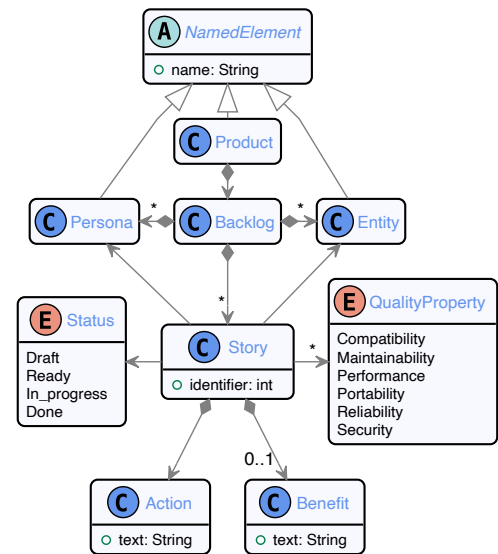 A NamedElement
name: String
C Product
*
*
C Persona
C Backlog
C Entity
*
E Status
Draft
Ready
In_progress
Done
C Story
identifier: int
*
E QualityProperty
Compatibility
Maintainability
Performance
Portability
Reliability
Security
0..1
C Action
text: String
C Benefit
text: String